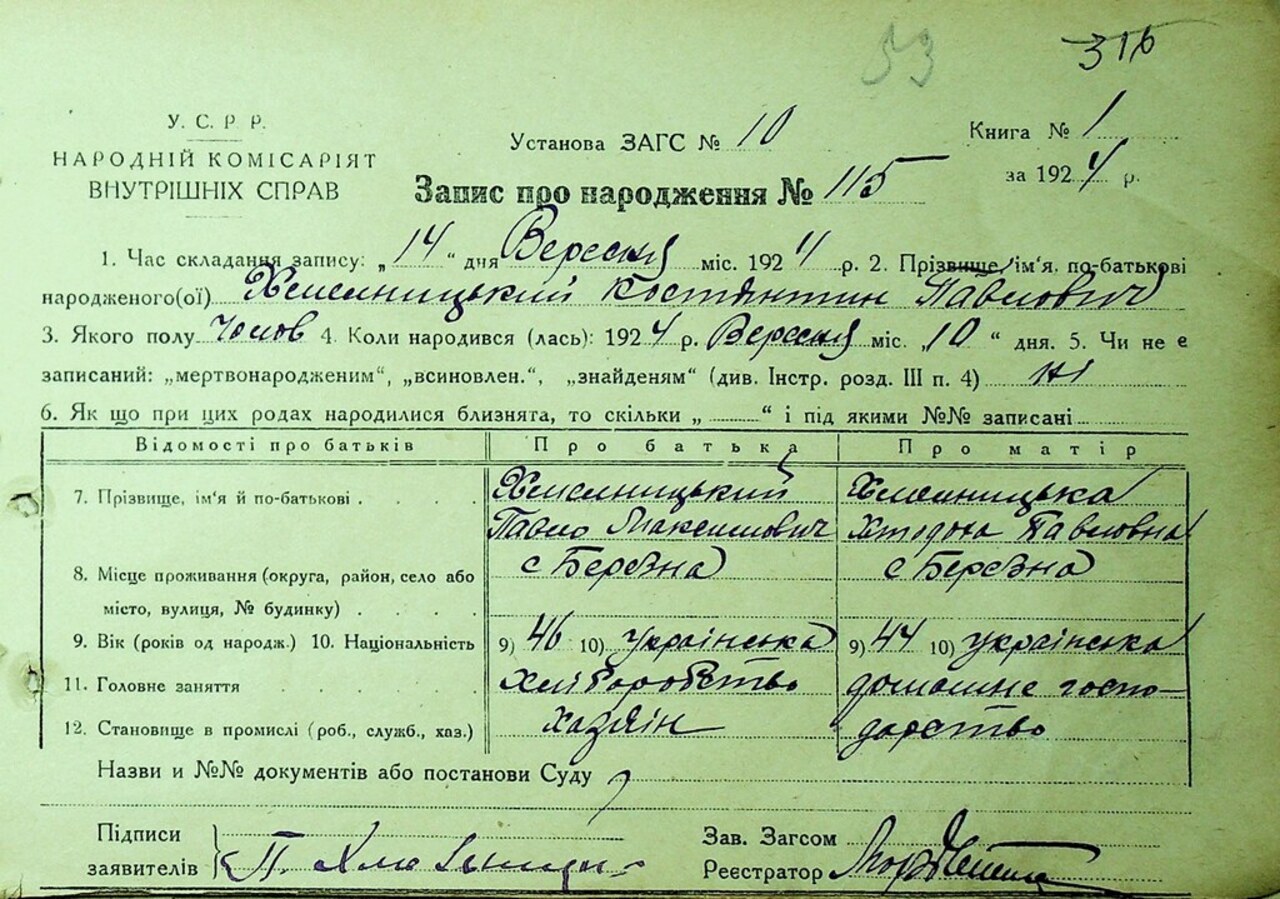 53
316
У. С. Р. Р.
НАРОДНІЙ КОМІСАРІЯТ
ВНУТРІШНІХ СПРАВ
Установа ЗАГС № 10
Книга № 1
за 1924 р.
Запис про народження № 115
1. Час складання запису: „14“ дня Вересня міс. 1924 р. 2. Прізвище, ім'я, по-батькові
народженого(ої) Хмелницький Костянтин Павлович
3. Якого полу Чолов 4. Коли народився (лась): 1924 р. Вересня міс. „10“ дня. 5. Чи не є
записаний: „мертвонародженим“, „всиновлен.“, „знайденям“ (див. Інстр. розд. III п. 4) Ні
6. Як що при цих родах народилися близнята, то скільки „ “ і під якими №№ записані
Відомості про батьків Про батька Про матір
7. Прізвище, ім'я й по-батькові Хмелницький Хмелницька
Павло Максимович Павловна
8. Місце проживання (округа, район, село або с Березна с Березна
місто, вулиця, № будинку)
9. Вік (років од народж.) 10. Національність 9) 46 10) українська 9) 44 10) українська
11. Головне заняття хліборобство домашне госпо-
12. Становище в промислі (роб., служб., хаз.) хазяін дарство
Назви и №№ документів або постанови Суду
Підписи
заявителів П.
Зав. Загсом
Реєстратор